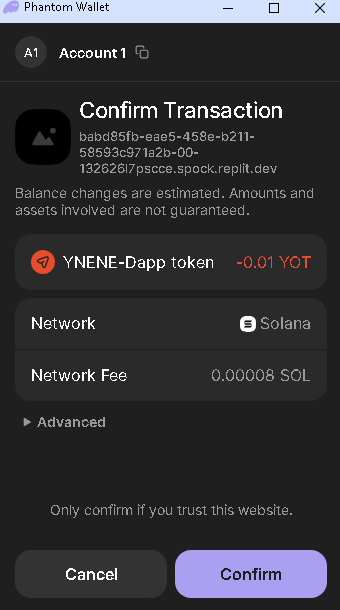 Phantom Wallet
A1 Account 1
Confirm Transaction
babd85fb-eae5-458e-b211-
58593c971a2b-00-
132626l7pscce.spock.replit.dev
Balance changes are estimated. Amounts and
assets involved are not guaranteed.
YNENE-Dapp token -0.01 YOT
Network Solana
Network Fee 0.00008 SOL
Advanced
Only confirm if you trust this website.
Cancel Confirm